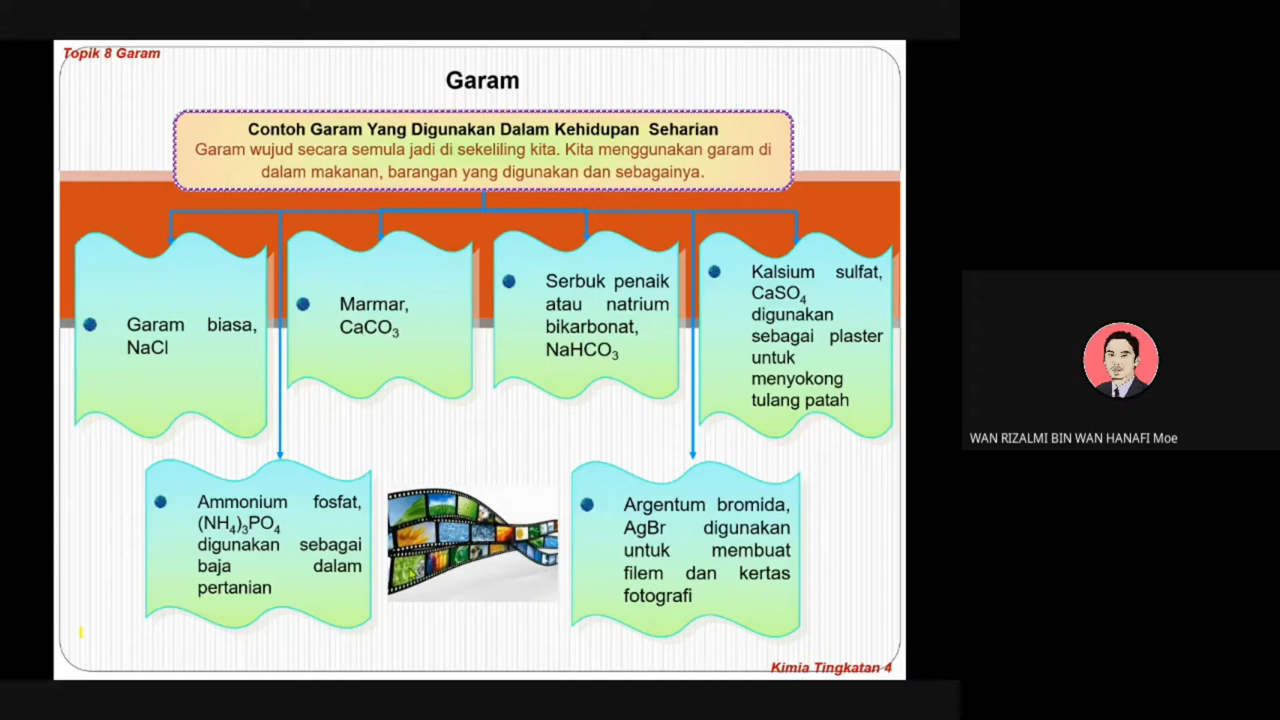 Topik 8 Garam
Garam
Contoh Garam Yang Digunakan Dalam Kehidupan Seharian
Garam wujud secara semula jadi di sekeliling kita. Kita menggunakan garam di
dalam makanan, barangan yang digunakan dan sebagainya.
Garam biasa,
NaCl
Marmar,
CaCO₃
Serbuk penaik
atau natrium
bikarbonat,
NaHCO₃
Kalsium sulfat,
CaSO₄
digunakan
sebagai plaster
untuk
menyokong
tulang patah
Ammonium fosfat,
(NH₄)₃PO₄
digunakan sebagai
baja dalam
pertanian
Argentum bromida,
AgBr digunakan
untuk membuat
filem dan kertas
fotografi
Kimia Tingkatan 4
WAN RIZALMI BIN WAN HANAFI Moe